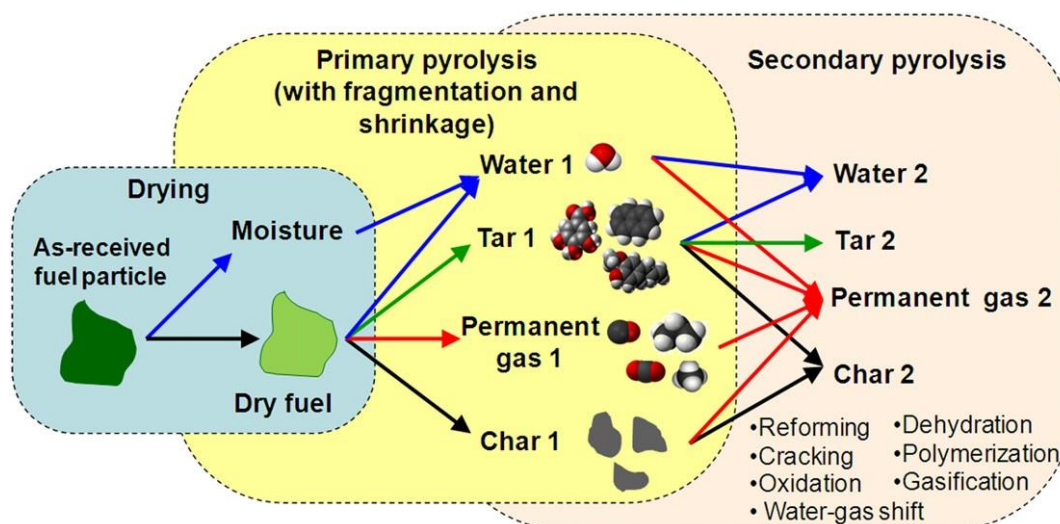 Primary pyrolysis
(with fragmentation and
shrinkage)
Secondary pyrolysis
Drying
As-received
fuel particle
Moisture
Dry fuel
Water 1
Tar 1
Permanent
gas 1
Char 1
Water 2
Tar 2
Permanent gas 2
Char 2
•Reforming
•Cracking
•Oxidation
•Water-gas shift
•Dehydration
•Polymerization
•Gasification